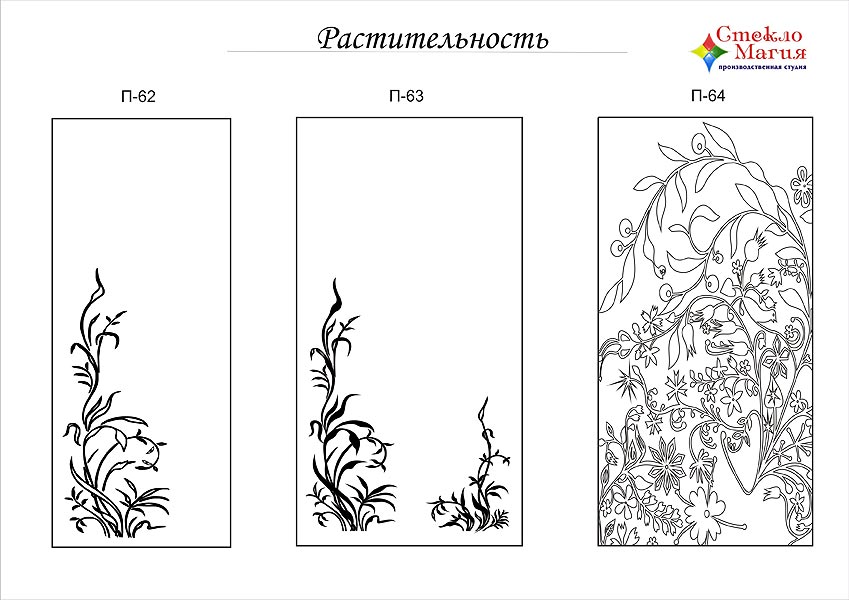 Растительность
Стекло
Магия
производственная студия
П-62
П-63
П-64